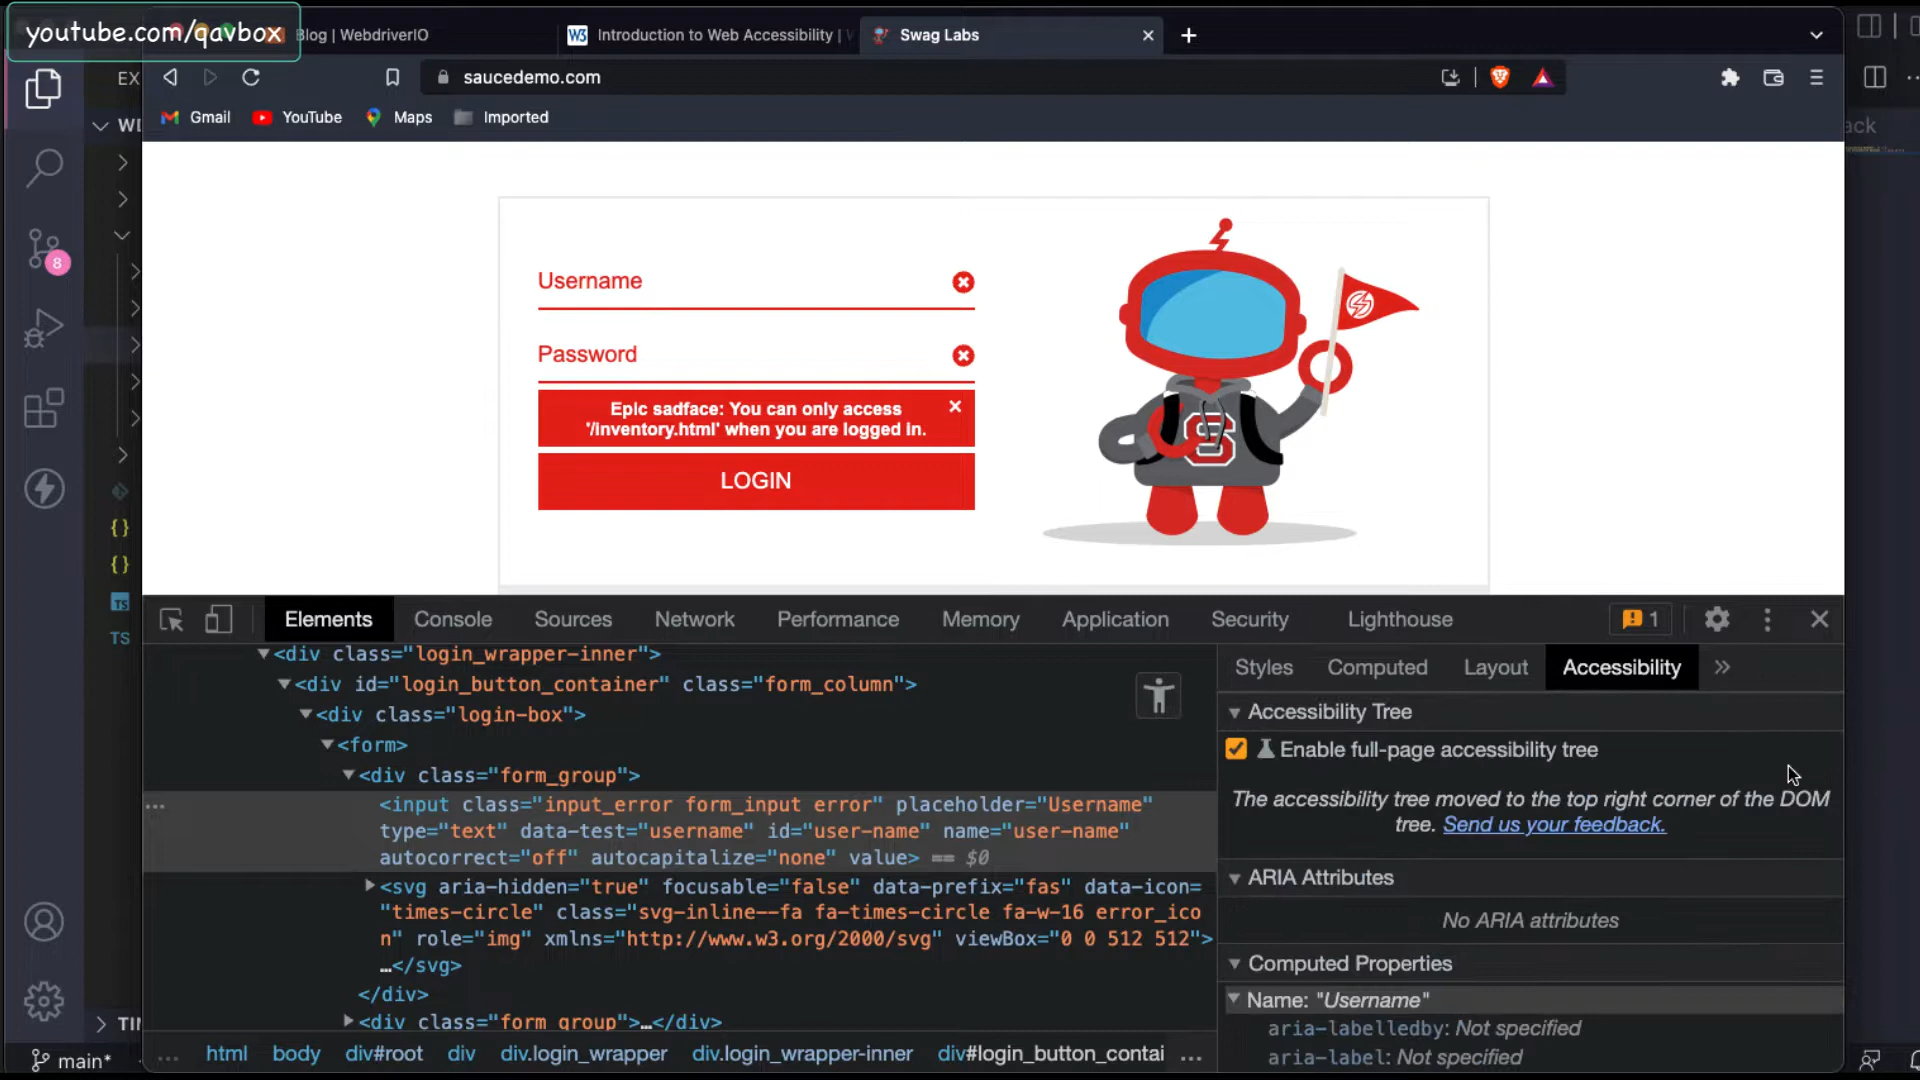 youtube.com/qavbox
Blog | WebdriverIO
Introduction to Web Accessibility |
Swag Labs
EX
saucedemo.com
Gmail
YouTube
Maps
Imported
WD
ack
8
Username
Password
Epic sadface: You can only access
'/inventory.html' when you are logged in.
LOGIN
S
{}
{}
TS
TS
Elements
Console
Sources
Network
Performance
Memory
Application
Security
Lighthouse
1
<div class="login_wrapper-inner">
<div id="login_button_container" class="form_column">
<div class="login-box">
<form>
<div class="form_group">
<input class="input_error form_input error" placeholder="Username"
type="text" data-test="username" id="user-name" name="user-name"
autocorrect="off" autocapitalize="none" value> == $0
<svg aria-hidden="true" focusable="false" data-prefix="fas" data-icon=
"times-circle" class="svg-inline--fa fa-times-circle fa-w-16 error_ico
n" role="img" xmlns="http://www.w3.org/2000/svg" viewBox="0 0 512 512">
…</svg>
</div>
<div class="form_group">…</div>
Styles
Computed
Layout
Accessibility
Accessibility Tree
Enable full-page accessibility tree
The accessibility tree moved to the top right corner of the DOM
tree. Send us your feedback.
ARIA Attributes
No ARIA attributes
Computed Properties
Name: "Username"
aria-labelledby: Not specified
aria-label: Not specified
TI
main*
...
html
body
div#root
div
div.login_wrapper
div.login_wrapper-inner
div#login_button_contai
...